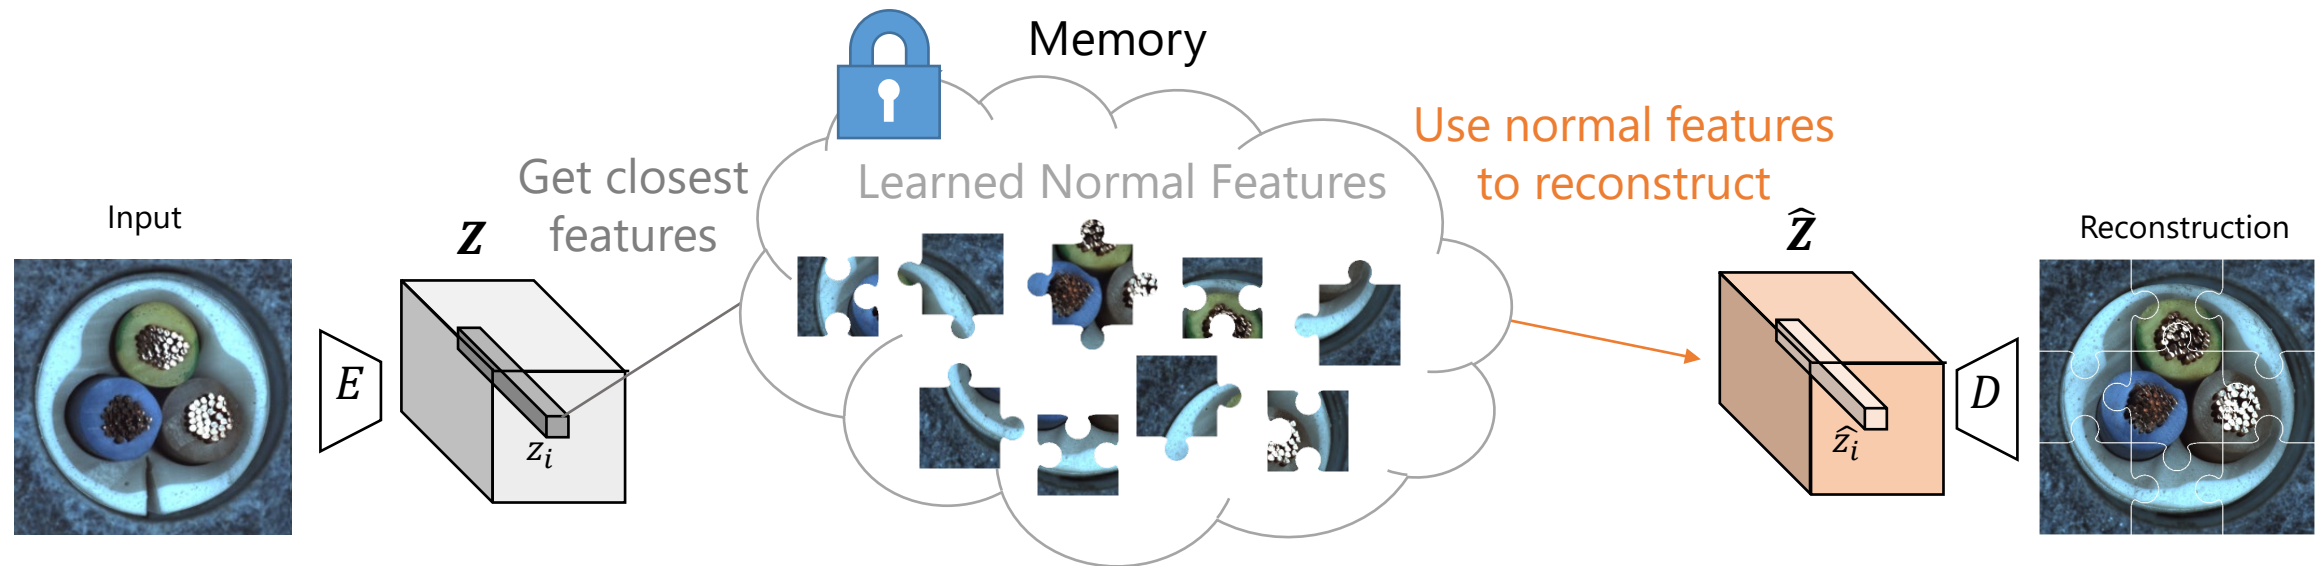 Memory
Use normal features
to reconstruct
Get closest
features
Learned Normal Features
Input
Z
Ẑ
Reconstruction
E
z_i
ẑ_i
D